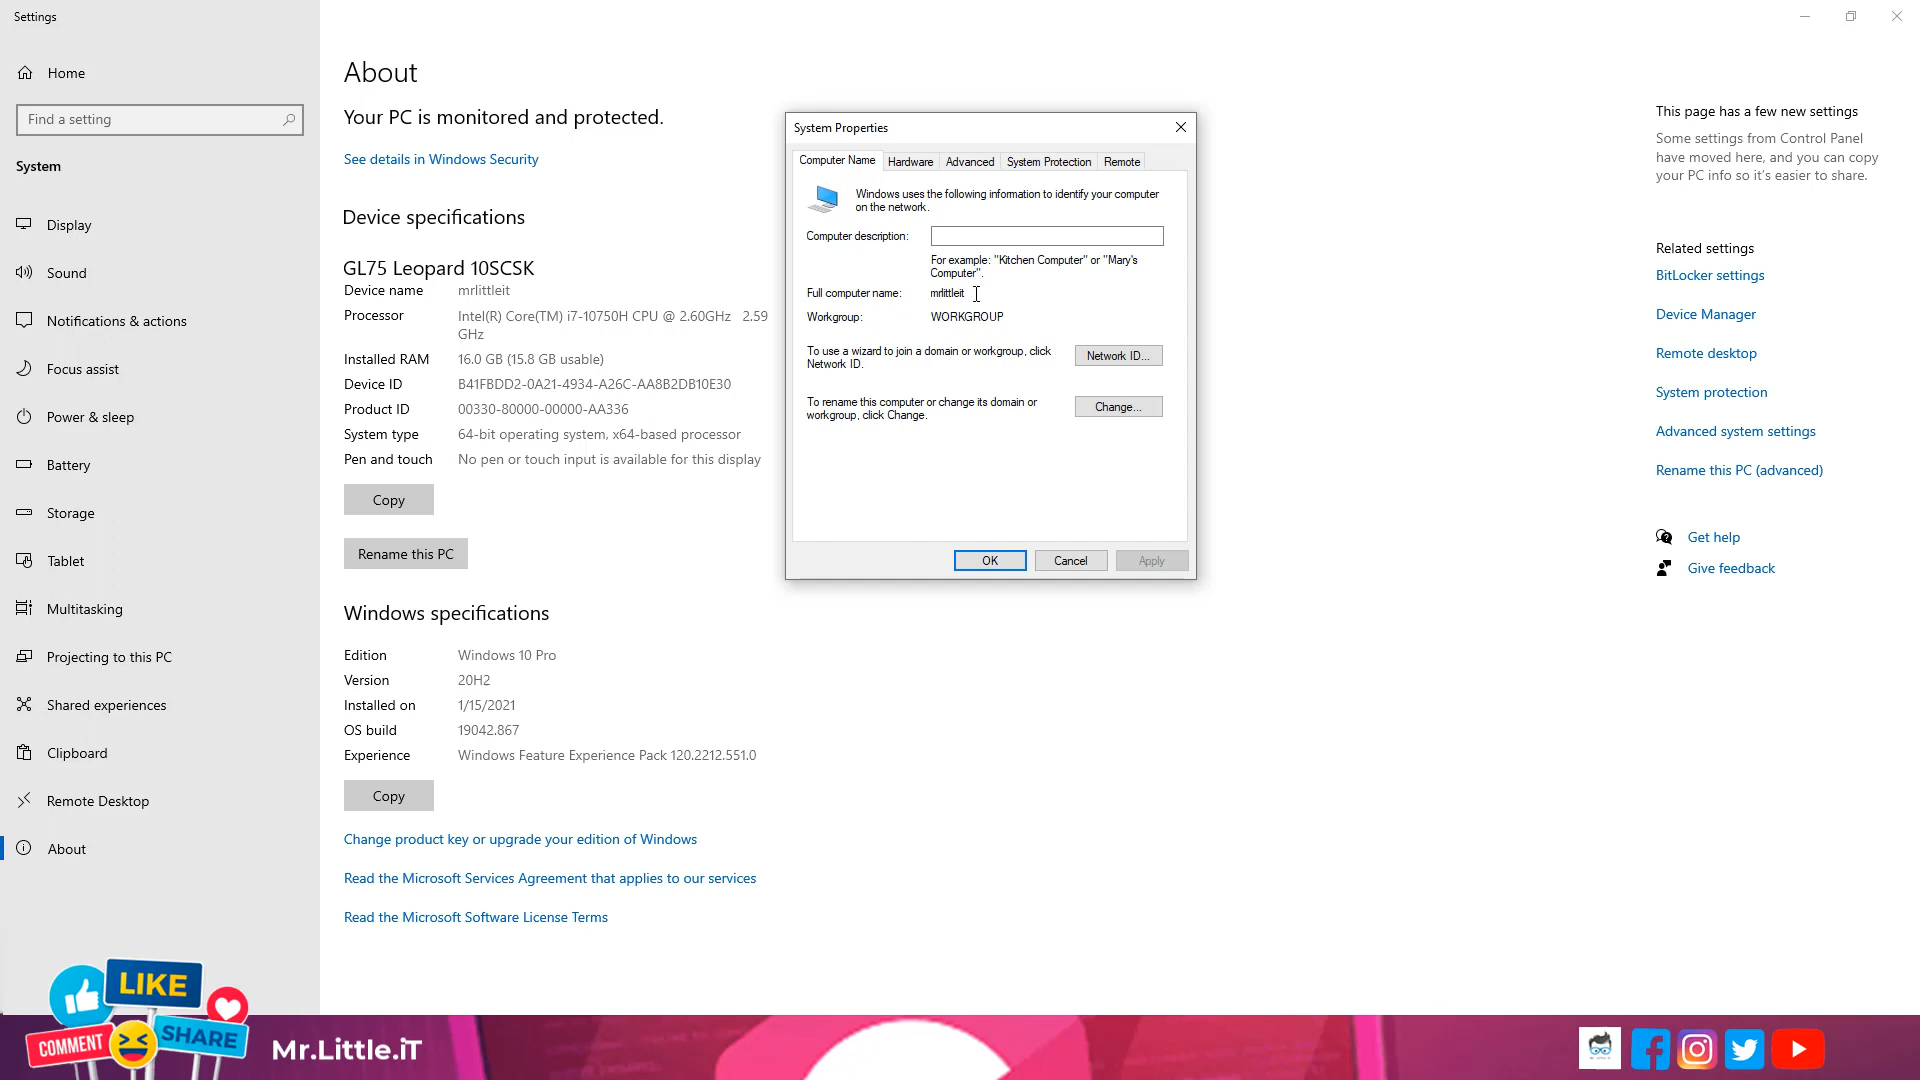 Settings
Home
Find a setting
System
Display
Sound
Notifications & actions
Focus assist
Power & sleep
Battery
Storage
Tablet
Multitasking
Projecting to this PC
Shared experiences
Clipboard
Remote Desktop
About
About
Your PC is monitored and protected.
See details in Windows Security
Device specifications
GL75 Leopard 10SCSK
Device name mrlittleit
Processor Intel(R) Core(TM) i7-10750H CPU @ 2.60GHz 2.59
GHz
Installed RAM 16.0 GB (15.8 GB usable)
Device ID B41FBDD2-0A21-4934-A26C-AA8B2DB10E30
Product ID 00330-80000-00000-AA336
System type 64-bit operating system, x64-based processor
Pen and touch No pen or touch input is available for this display
Copy
Rename this PC
Windows specifications
Edition Windows 10 Pro
Version 20H2
Installed on 1/15/2021
OS build 19042.867
Experience Windows Feature Experience Pack 120.2212.551.0
Copy
Change product key or upgrade your edition of Windows
Read the Microsoft Services Agreement that applies to our services
Read the Microsoft Software License Terms
System Properties
Computer Name Hardware Advanced System Protection Remote
Windows uses the following information to identify your computer
on the network.
Computer description:
For example: "Kitchen Computer" or "Mary's
Computer".
Full computer name: mrlittleit
Workgroup: WORKGROUP
To use a wizard to join a domain or workgroup, click
Network ID.
Network ID...
To rename this computer or change its domain or
workgroup, click Change.
Change...
OK Cancel Apply
This page has a few new settings
Some settings from Control Panel
have moved here, and you can copy
your PC info so it's easier to share.
Related settings
BitLocker settings
Device Manager
Remote desktop
System protection
Advanced system settings
Rename this PC (advanced)
Get help
Give feedback
LIKE
COMMENT
SHARE
Mr.Little.iT